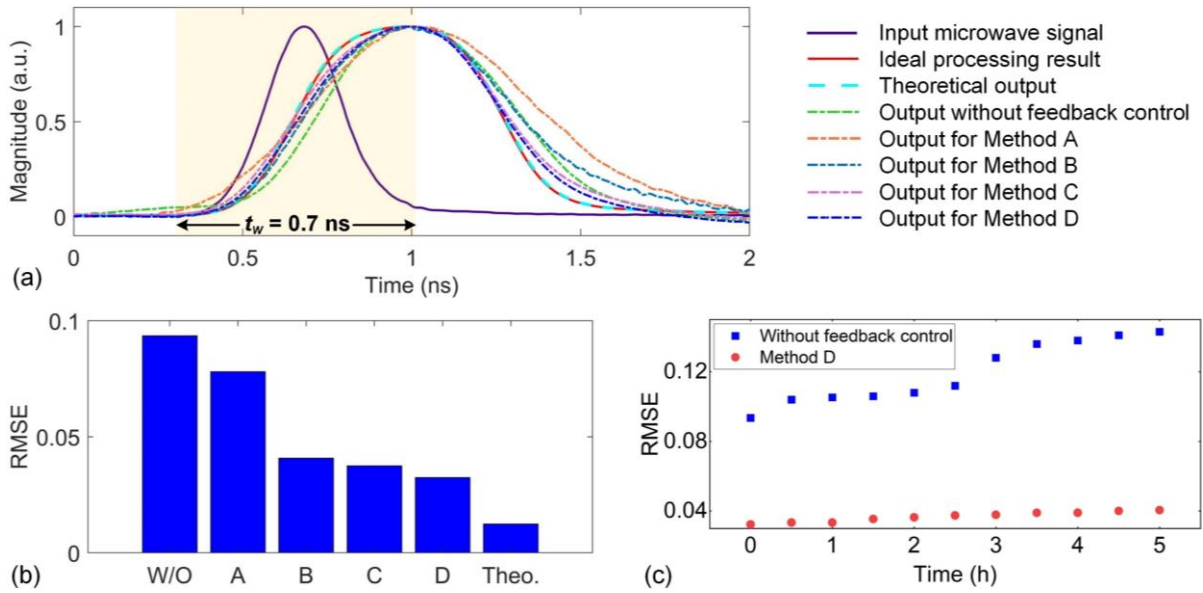 1
0.5
0
Magnitude (a.u.)
t_w = 0.7 ns
0 0.5 1 1.5 2
Time (ns)
(a)
Input microwave signal
Ideal processing result
Theoretical output
Output without feedback control
Output for Method A
Output for Method B
Output for Method C
Output for Method D
0.1
0.05
0
RMSE
W/O A B C D Theo.
(b)
Without feedback control
Method D
0.12
0.08
0.04
RMSE
0 1 2 3 4 5
Time (h)
(c)